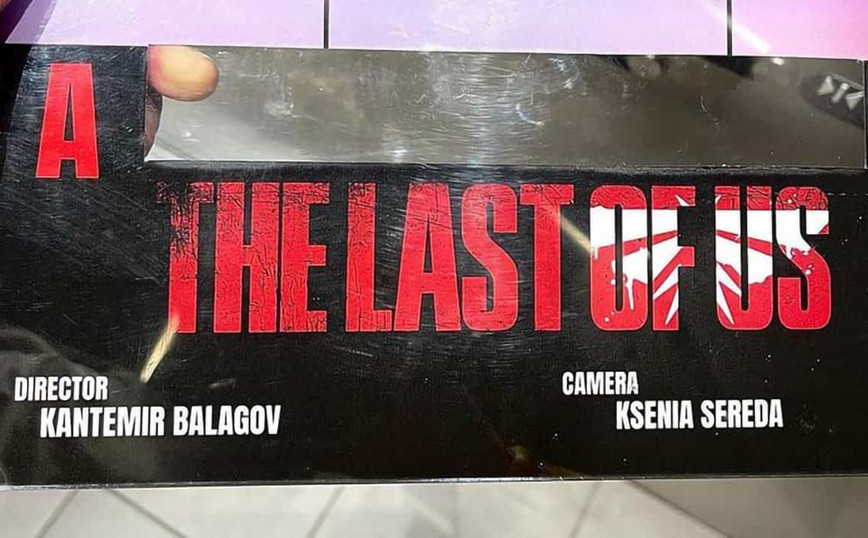 A
THE LAST OF US
DIRECTOR
KANTEMIR BALAGOV
CAMERA
KSENIA SEREDA